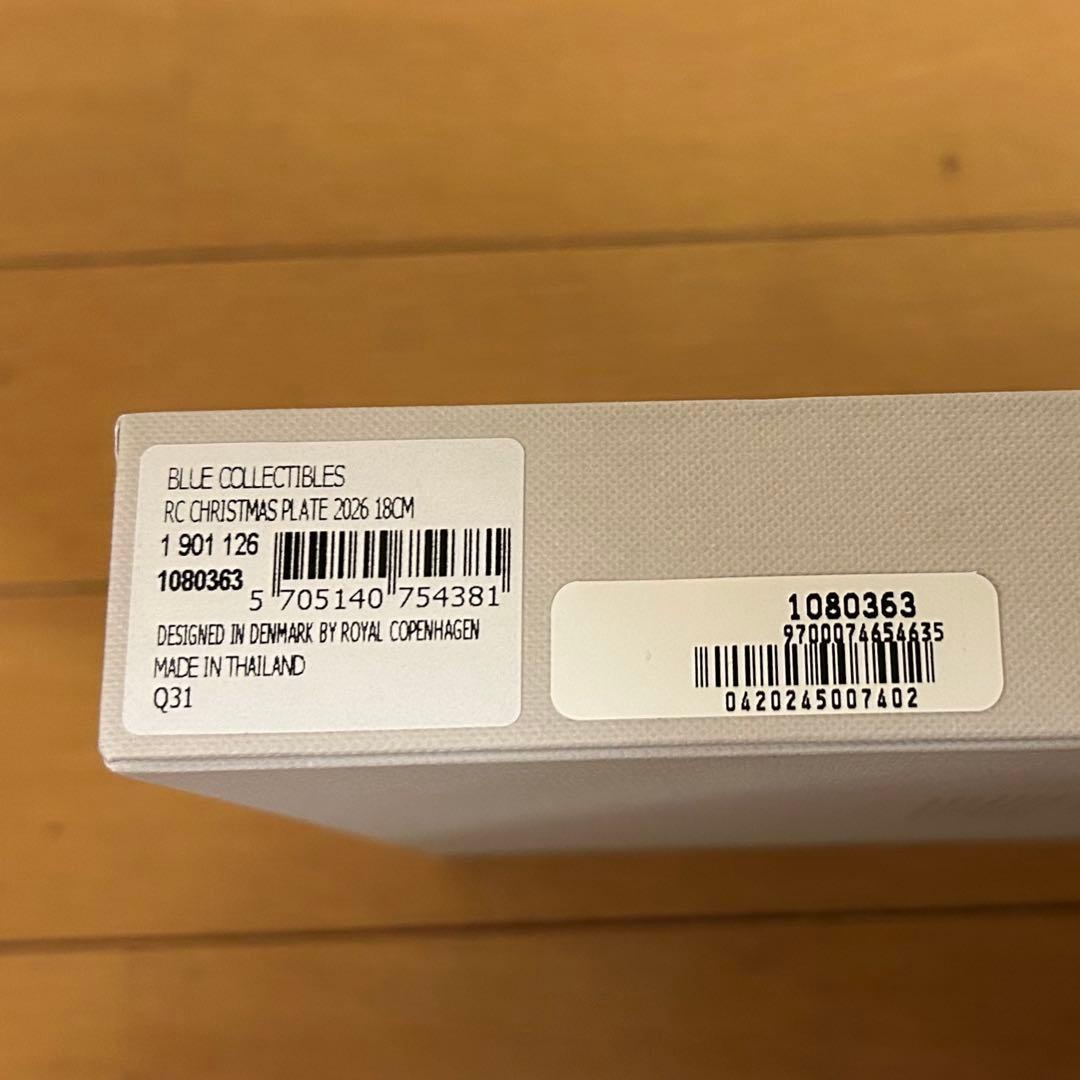 BLUE COLLECTIBLES
RC CHRISTMAS PLATE 2026 18CM
1 901 126
1080363
5 705140 754381
DESIGNED IN DENMARK BY ROYAL COPENHAGEN
MADE IN THAILAND
Q31
1080363
9700074654635
0420245007402